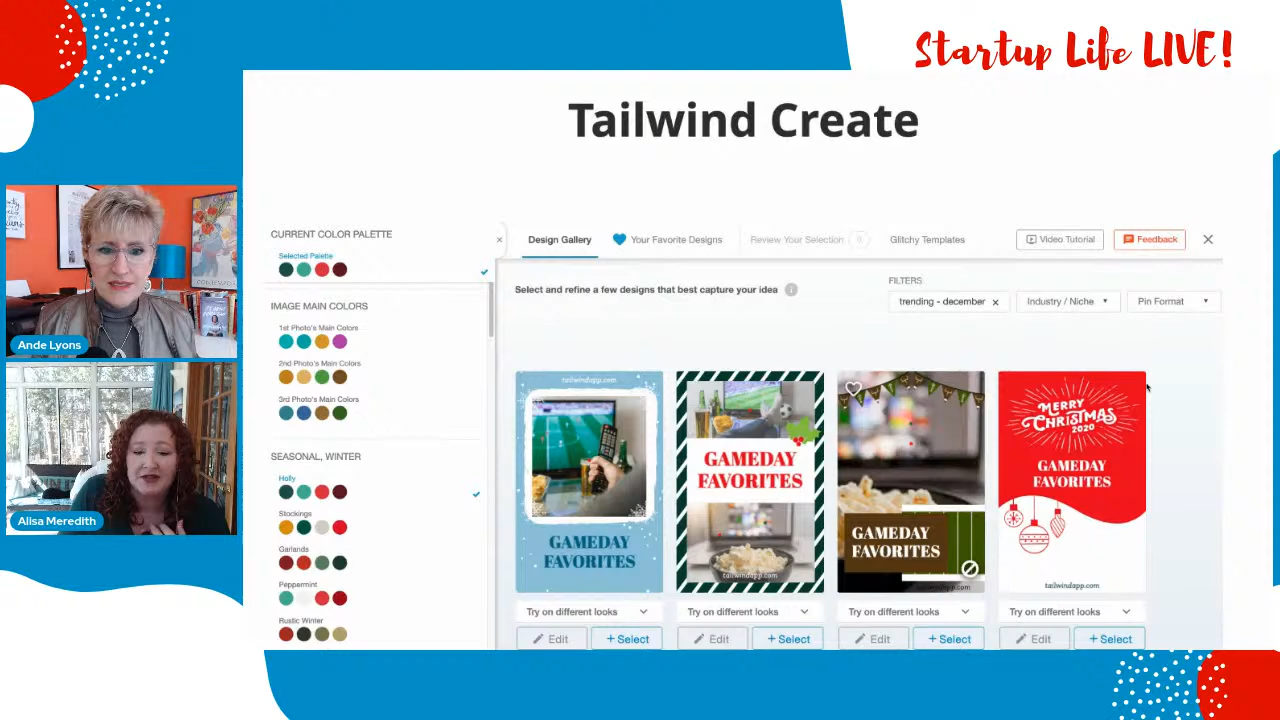 Startup Life LIVE!
Tailwind Create
CURRENT COLOR PALETTE
Selected Palette
IMAGE MAIN COLORS
1st Photo's Main Colors
2nd Photo's Main Colors
3rd Photo's Main Colors
SEASONAL, WINTER
Holly
Stockings
Garlands
Peppermint
Rustic Winter
Design Gallery
Your Favorite Designs
Review Your Selection 0
Glitchy Templates
Video Tutorial
Feedback
Select and refine a few designs that best capture your idea
FILTERS
trending - december
Industry / Niche
Pin Format
tailwindapp.com
GAMEDAY
FAVORITES
GAMEDAY
FAVORITES
tailwindapp.com
GAMEDAY
FAVORITES
tailwindapp.com
MERRY
CHRISTMAS
2020
GAMEDAY
FAVORITES
tailwindapp.com
Try on different looks
Try on different looks
Try on different looks
Try on different looks
Edit
+ Select
Edit
+ Select
Edit
+ Select
Edit
+ Select
Ande Lyons
Alisa Meredith